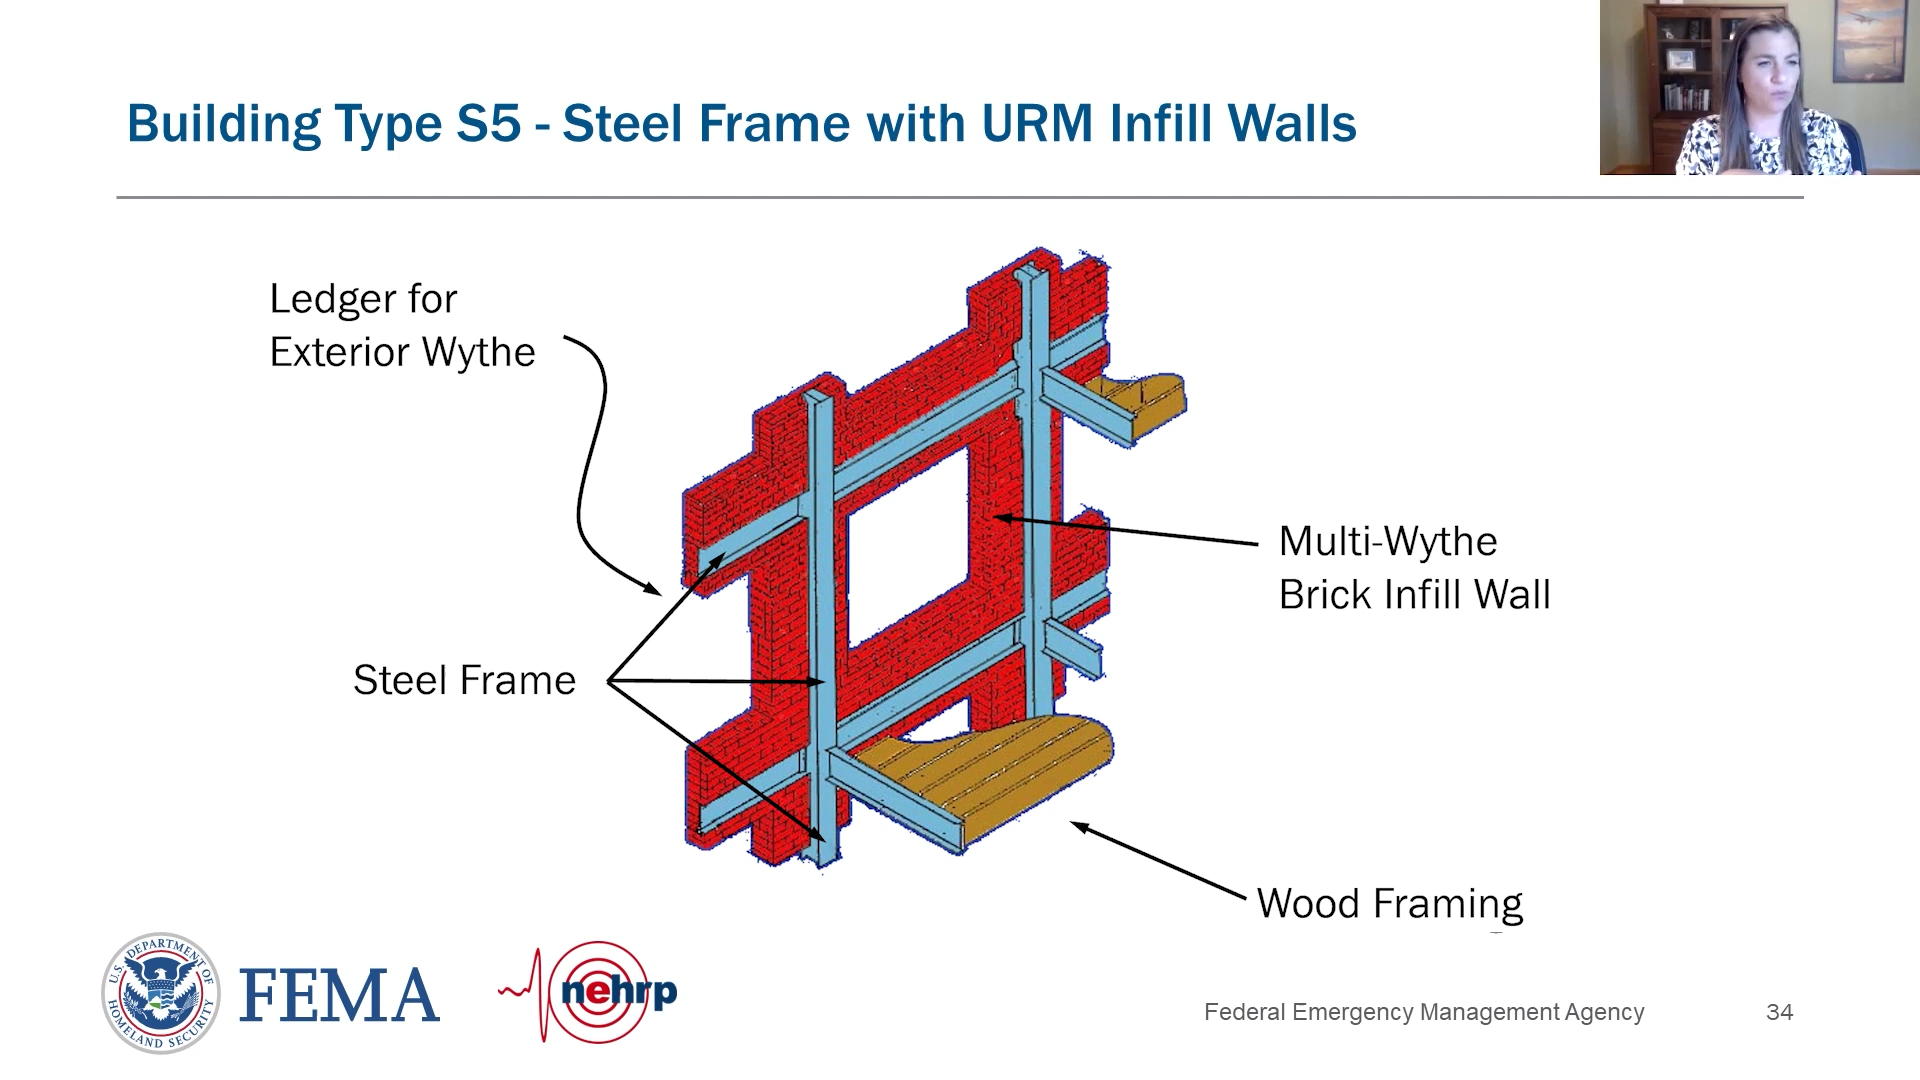 Building Type S5 - Steel Frame with URM Infill Walls
Ledger for
Exterior Wythe
Multi-Wythe
Brick Infill Wall
Steel Frame
Wood Framing
U.S. DEPARTMENT OF
HOMELAND SECURITY
FEMA
nehrp
Federal Emergency Management Agency
34